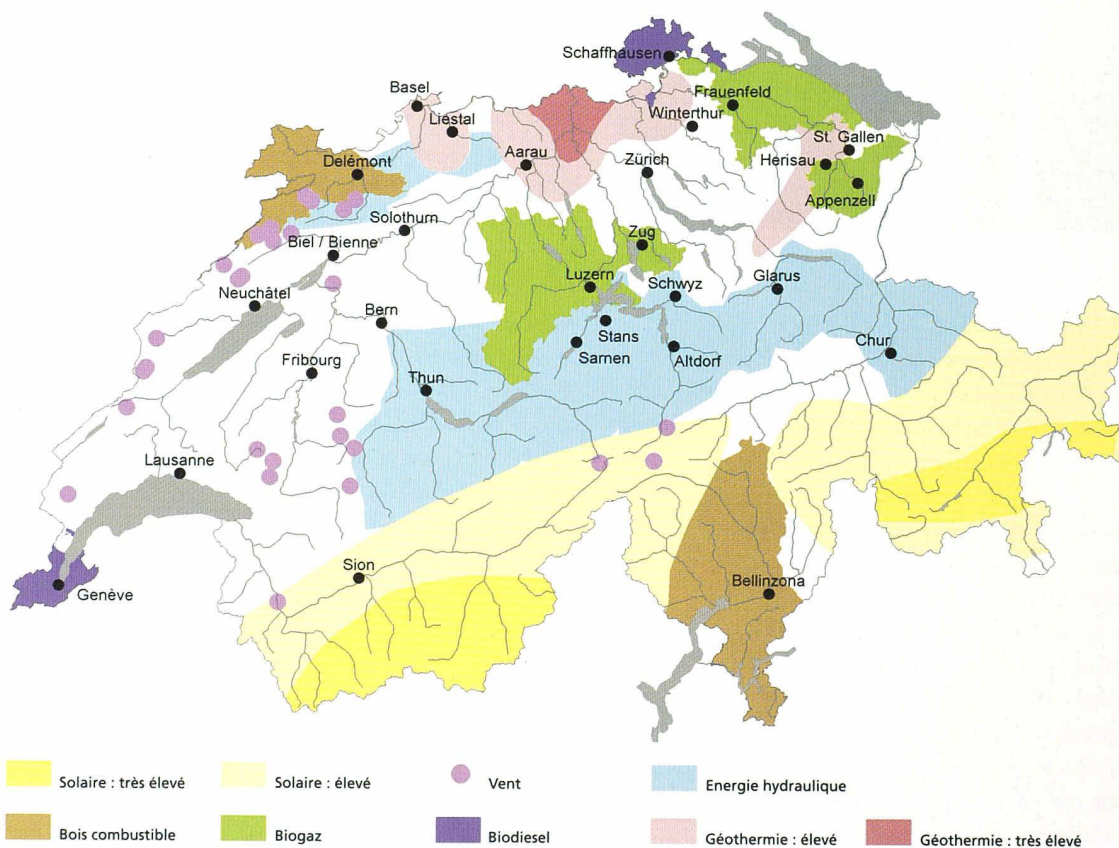 Schaffhausen
Basel
Frauenfeld
Liestal
Winterthur
St. Gallen
Aarau
Zürich
Herisau
Delémont
Appenzell
Solothurn
Zug
Biel / Bienne
Luzern
Schwyz
Glarus
Neuchâtel
Bern
Stans
Sarnen
Altdorf
Chur
Fribourg
Thun
Lausanne
Sion
Bellinzona
Genève
Solaire : très élevé
Solaire : élevé
Vent
Energie hydraulique
Bois combustible
Biogaz
Biodiesel
Géothermie : élevé
Géothermie : très élevé